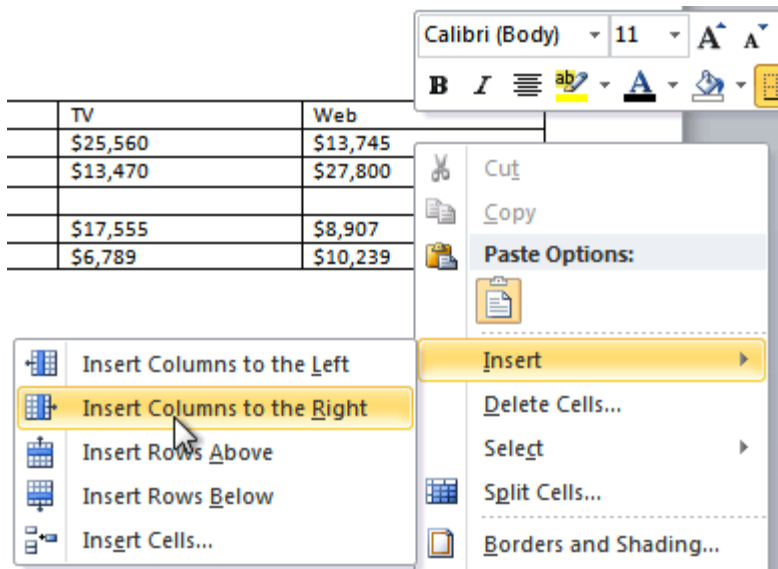 Calibri (Body) 11 A A
B I ab A
TV Web
$25,560 $13,745
$13,470 $27,800
$17,555 $8,907
$6,789 $10,239
Cut
Copy
Paste Options:
Insert
Delete Cells...
Select
Split Cells...
Borders and Shading...
Insert Columns to the Left
Insert Columns to the Right
Insert Rows Above
Insert Rows Below
Insert Cells...